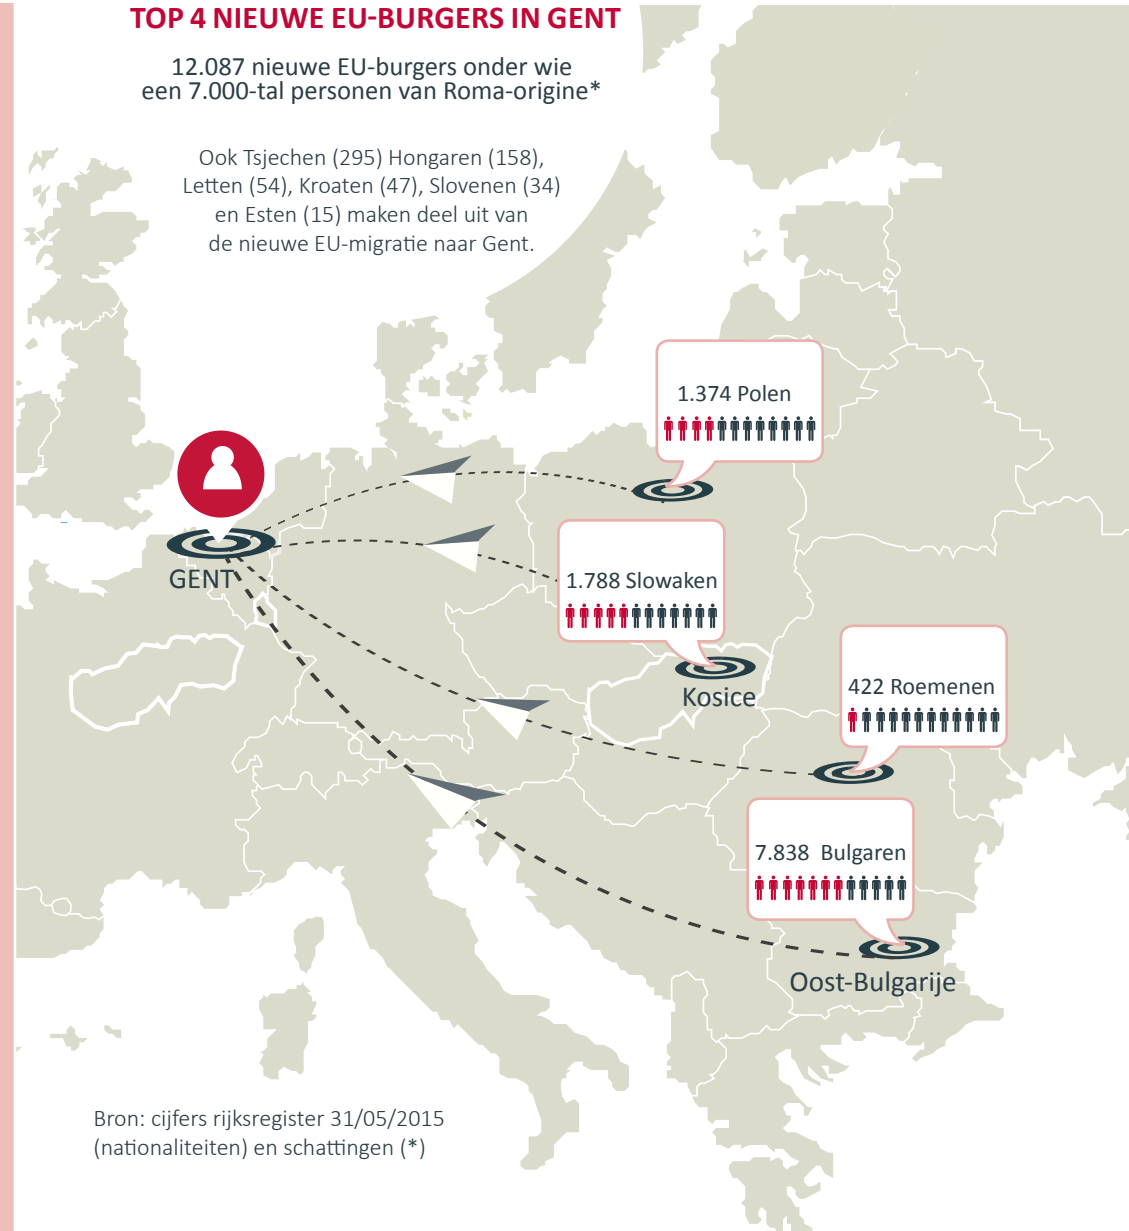 TOP 4 NIEUWE EU-BURGERS IN GENT
12.087 nieuwe EU-burgers onder wie
een 7.000-tal personen van Roma-origine*
Ook Tsjechen (295) Hongaren (158),
Letten (54), Kroaten (47), Slovenen (34)
en Esten (15) maken deel uit van
de nieuwe EU-migratie naar Gent.
1.374 Polen
GENT
1.788 Slowaken
Kosice
422 Roemenen
7.838 Bulgaren
Oost-Bulgarije
Bron: cijfers rijksregister 31/05/2015
(nationaliteiten) en schattingen (*)